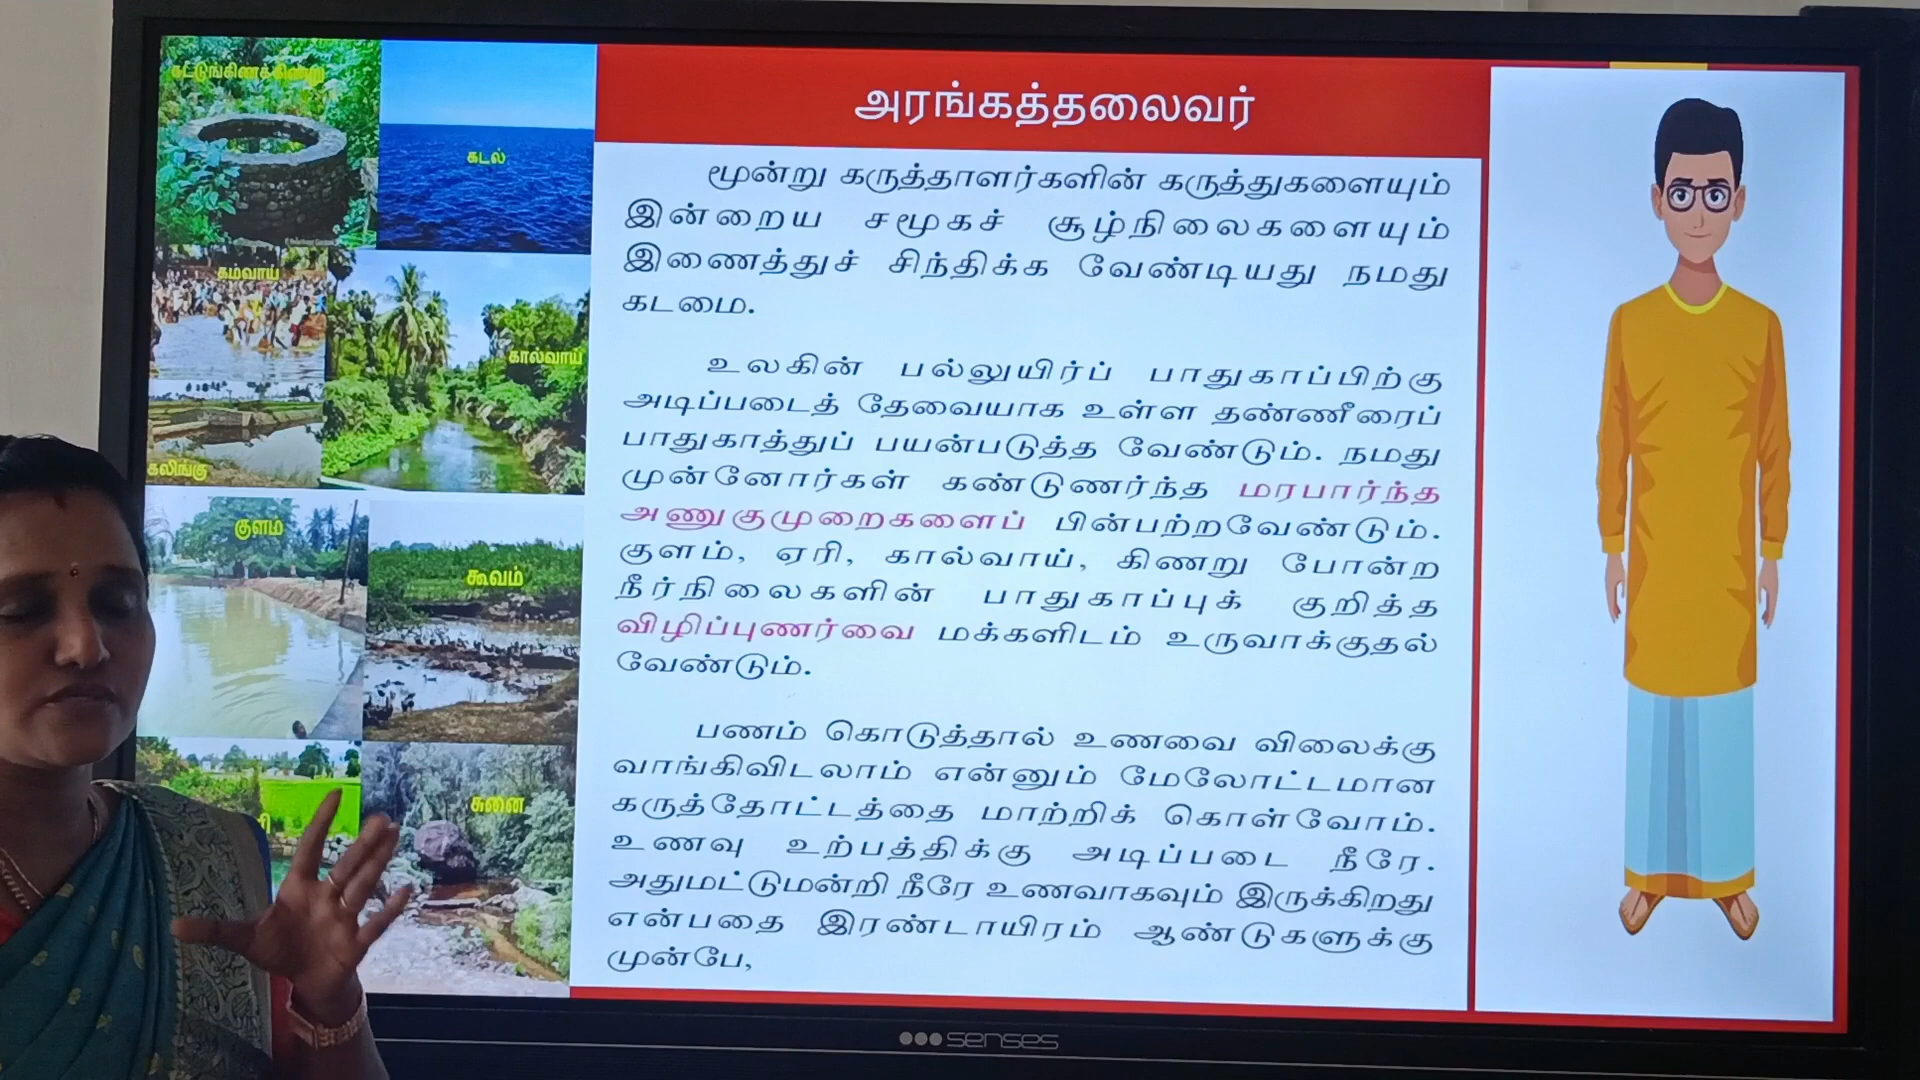 கட்டுங்கிணக்கிணறு
கடல்
கம்வாய்
கால்வாய்
கலிங்கு
குளம்
கூவம்
சுனை
அரங்கத்தலைவர்
மூன்று கருத்தாளர்களின் கருத்துகளையும்
இன்றைய சமூகச் சூழ்நிலைகளையும்
இணைத்துச் சிந்திக்க வேண்டியது நமது
கடமை.
உலகின் பல்லுயிர்ப் பாதுகாப்பிற்கு
அடிப்படைத் தேவையாக உள்ள தண்ணீரைப்
பாதுகாத்துப் பயன்படுத்த வேண்டும். நமது
முன்னோர்கள் கண்டுணர்ந்த மரபார்ந்த
அணுகுமுறைகளைப் பின்பற்றவேண்டும்.
குளம், ஏரி, கால்வாய், கிணறு போன்ற
நீர்நிலைகளின் பாதுகாப்புக் குறித்த
விழிப்புணர்வை மக்களிடம் உருவாக்குதல்
வேண்டும்.
பணம் கொடுத்தால் உணவை விலைக்கு
வாங்கிவிடலாம் என்னும் மேலோட்டமான
கருத்தோட்டத்தை மாற்றிக் கொள்வோம்.
உணவு உற்பத்திக்கு அடிப்படை நீரே.
அதுமட்டுமன்றி நீரே உணவாகவும் இருக்கிறது
என்பதை இரண்டாயிரம் ஆண்டுகளுக்கு
முன்பே,
senses